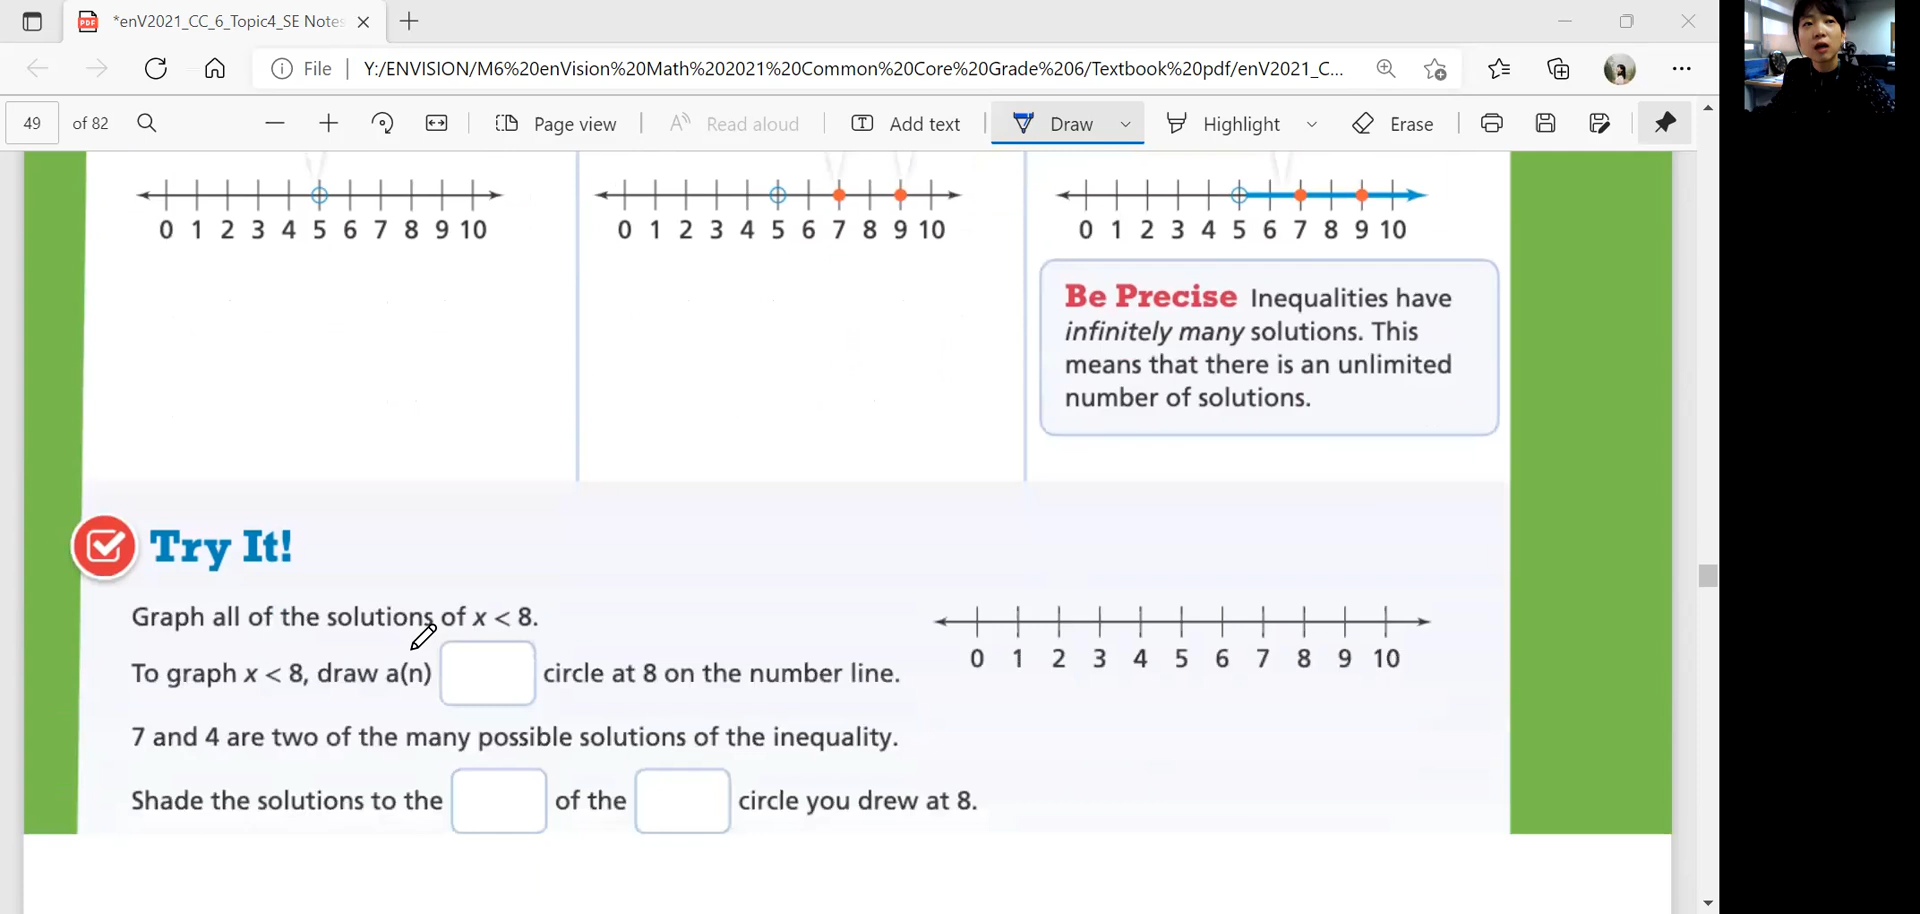 *enV2021_CC_6_Topic4_SE Notes
File
Y:/ENVISION/M6%20enVision%20Math%202021%20Common%20Core%20Grade%206/Textbook%20pdf/enV2021_C...
49 of 82
Page view
Read aloud
Add text
Draw
Highlight
Erase
0 1 2 3 4 5 6 7 8 9 10
0 1 2 3 4 5 6 7 8 9 10
0 1 2 3 4 5 6 7 8 9 10
Be Precise Inequalities have
infinitely many solutions. This
means that there is an unlimited
number of solutions.
Try It!
Graph all of the solutions of x < 8.
To graph x < 8, draw a(n) circle at 8 on the number line.
0 1 2 3 4 5 6 7 8 9 10
7 and 4 are two of the many possible solutions of the inequality.
Shade the solutions to the of the circle you drew at 8.